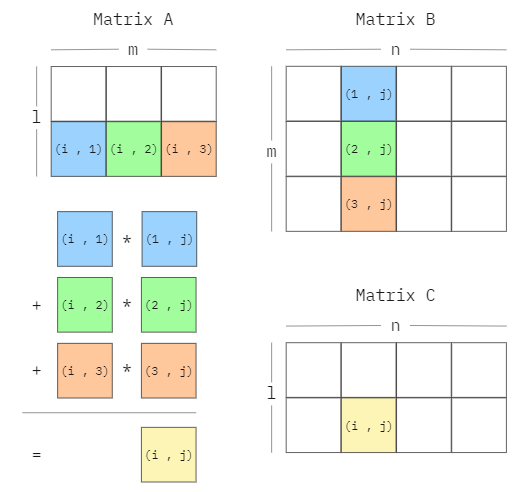 Matrix A
m
l
(i , 1) (i , 2) (i , 3)
(i , 1) * (1 , j)
+ (i , 2) * (2 , j)
+ (i , 3) * (3 , j)
= (i , j)
Matrix B
n
m
(1 , j)
(2 , j)
(3 , j)
Matrix C
n
l
(i , j)